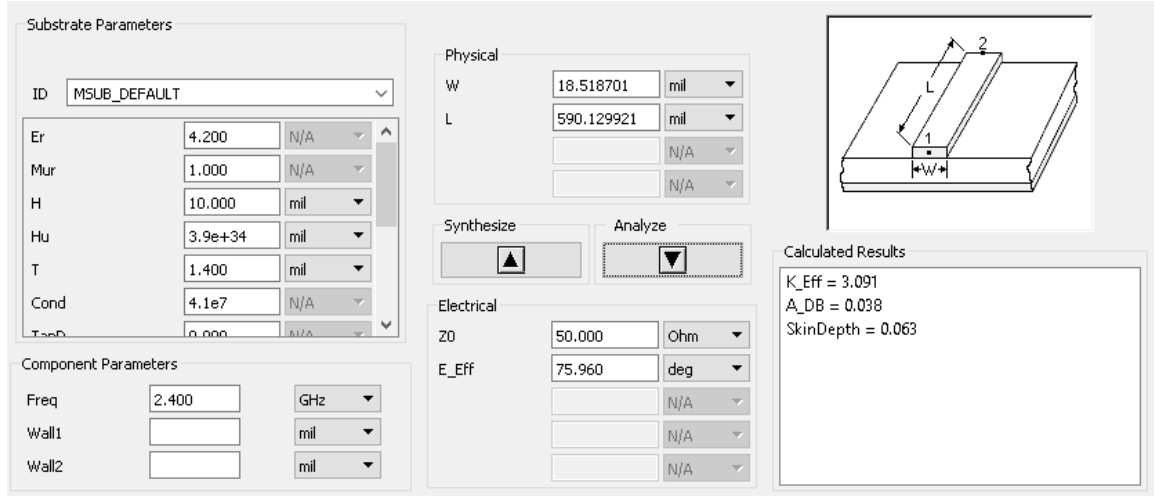 Substrate Parameters
ID MSUB_DEFAULT
Er 4.200 N/A
Mur 1.000 N/A
H 10.000 mil
Hu 3.9e+34 mil
T 1.400 mil
Cond 4.1e7 N/A
TanD 0.000 N/A
Component Parameters
Freq 2.400 GHz
Wall1 mil
Wall2 mil
Physical
W 18.518701 mil
L 590.129921 mil
N/A
N/A
Synthesize Analyze
Electrical
Z0 50.000 Ohm
E_Eff 75.960 deg
N/A
N/A
N/A
2
L
1
W
Calculated Results
K_Eff = 3.091
A_DB = 0.038
SkinDepth = 0.063